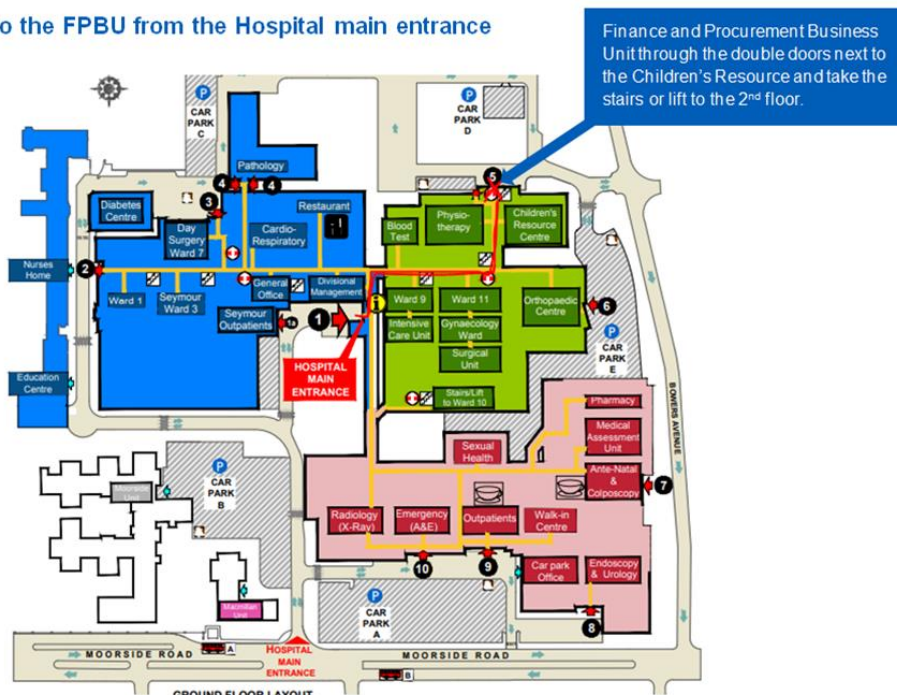 o the FPBU from the Hospital main entrance
Finance and Procurement Business
Unit through the double doors next to
the Children's Resource and take the
stairs or lift to the 2nd floor.
P
CAR
PARK
C
P
CAR
PARK
D
Pathology
4
4
5
3
Diabetes
Centre
Day
Surgery
Ward 7
Cardio-
Respiratory
Restaurant
Blood
Test
Physio-
therapy
Children's
Resource
Centre
Nurses
Home
2
Ward 1
Seymour
Ward 3
General
Office
Divisional
Management
Seymour
Outpatients
1a
1
i
Ward 9
Ward 11
Orthopaedic
Centre
6
Intensive
Care Unit
Gynaecology
Ward
Surgical
Unit
P
CAR
PARK
E
HOSPITAL
MAIN
ENTRANCE
Education
Centre
Stairs/Lift
to Ward 10
BOWERS AVENUE
Pharmacy
Medical
Assessment
Unit
Sexual
Health
Ante-Natal
&
Colposcopy
7
P
CAR
PARK
B
Radiology
(X-Ray)
Emergency
(A&E)
Outpatients
Walk-in
Centre
10
9
Car park
Office
Endoscopy
& Urology
8
Macmillan
Unit
P
CAR
PARK
A
MOORSIDE ROAD
A
HOSPITAL
MAIN
ENTRANCE
MOORSIDE ROAD
B
GROUND FLOOR LAYOUT